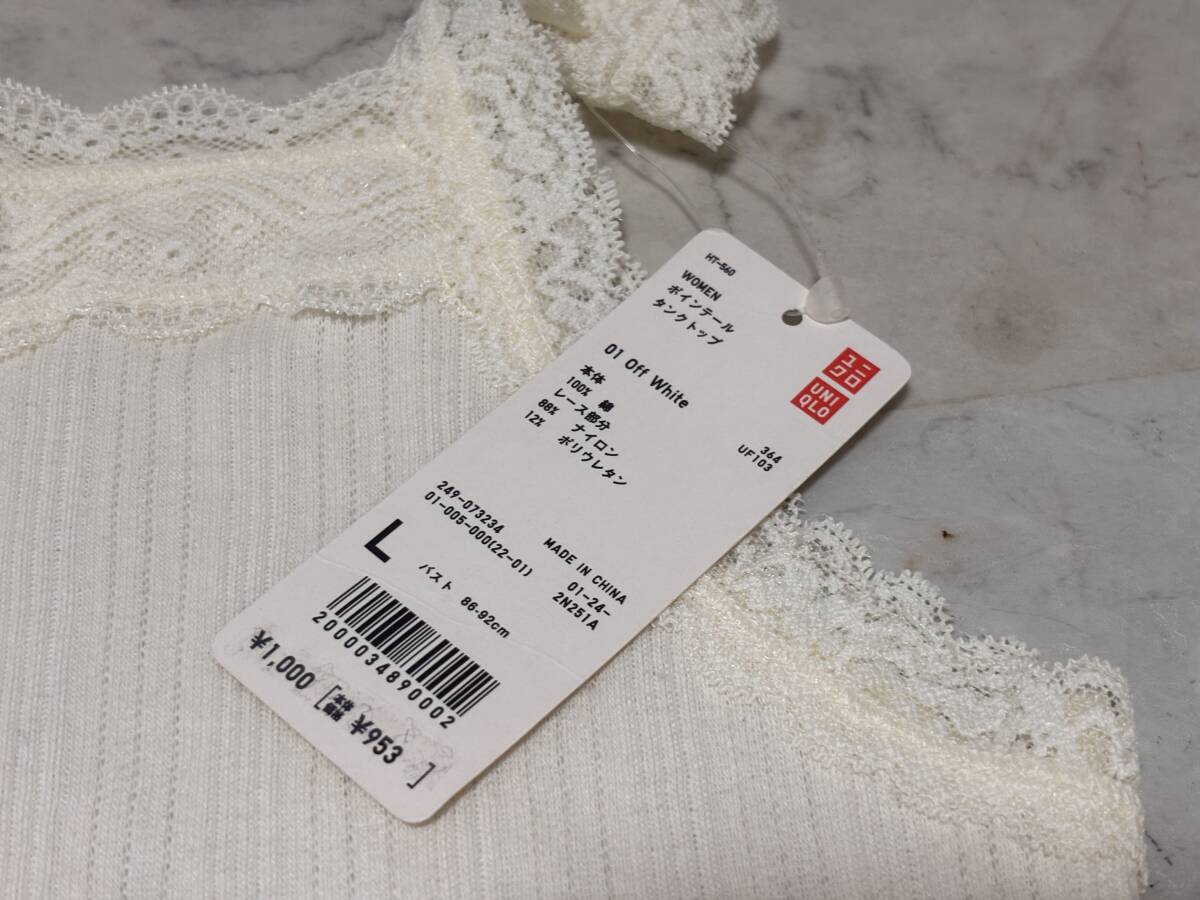 HT-560
WOMEN
ポインテール
タンクトップ
ユニ
クロ
UNI
QLO
01 Off White
364
UF103
本体
100% 綿
レース部分
88% ナイロン
12% ポリウレタン
249-073234
01-005-000(22-01)
MADE IN CHINA
L
01-24-
2N251A
バスト 86-92cm
2000034890002
¥1,000 [ ¥953 ]